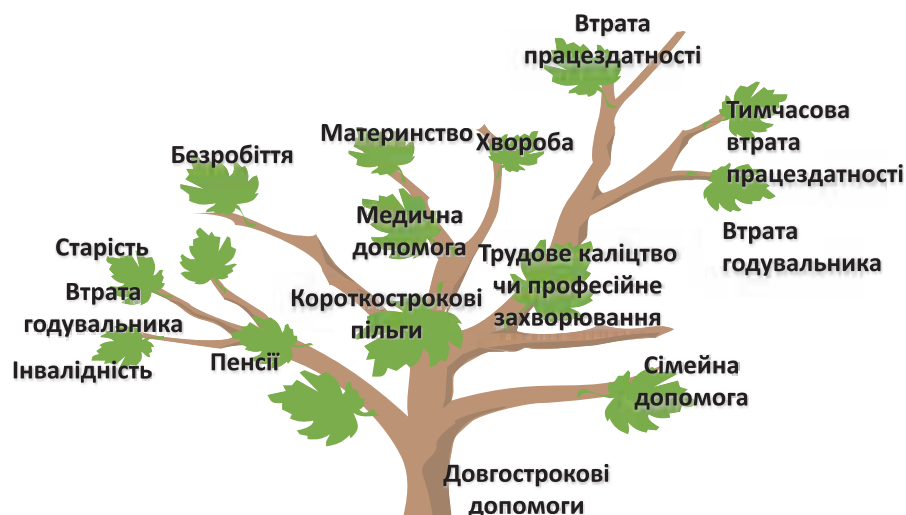 Втрата
працездатності
Тимчасова
втрата
працездатності
Материнство
Хвороба
Безробіття
Медична
допомога
Втрата
годувальника
Старість
Трудове каліцтво
чи професійне
захворювання
Втрата
годувальника
Короткострокові
пільги
Інвалідність
Пенсії
Сімейна
допомога
Довгострокові
допомоги